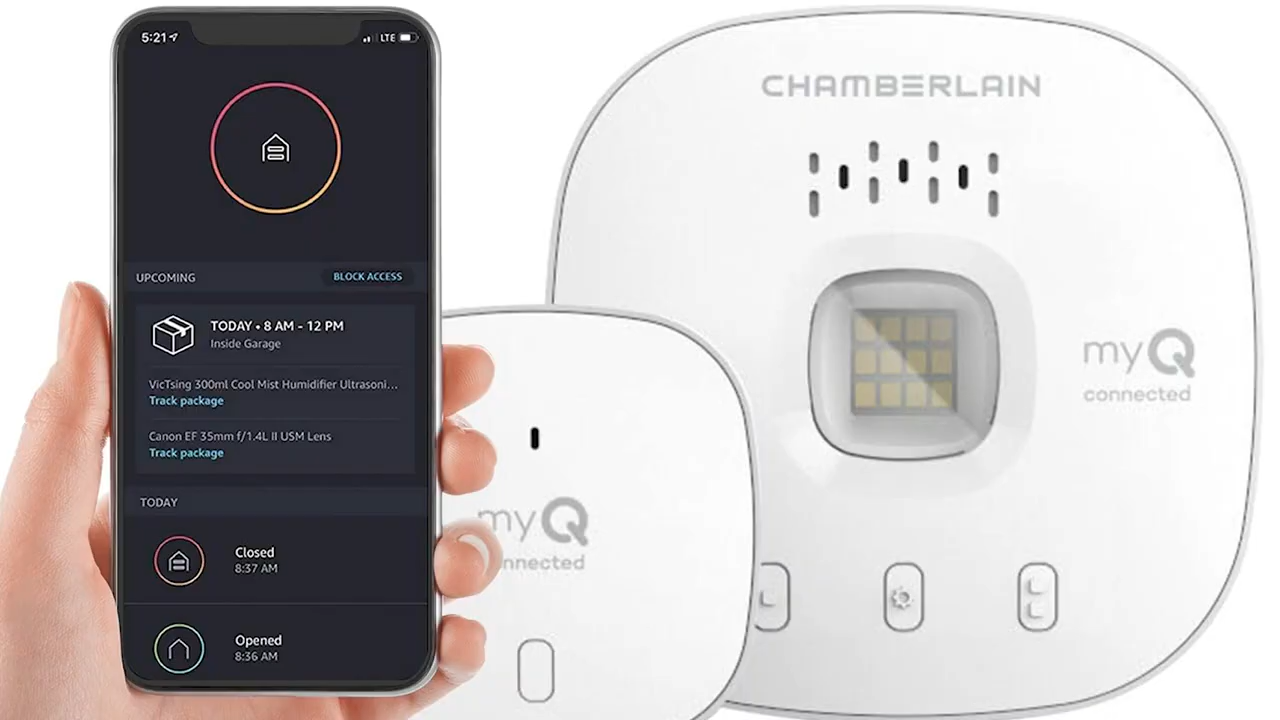 5:21
LTE
UPCOMING
BLOCK ACCESS
TODAY • 8 AM - 12 PM
Inside Garage
VicTsing 300ml Cool Mist Humidifier Ultrasoni...
Track package
Canon EF 35mm f/1.4L II USM Lens
Track package
TODAY
Closed
8:37 AM
Opened
8:36 AM
myQ
nnected
CHAMBERLAIN
myQ
connected